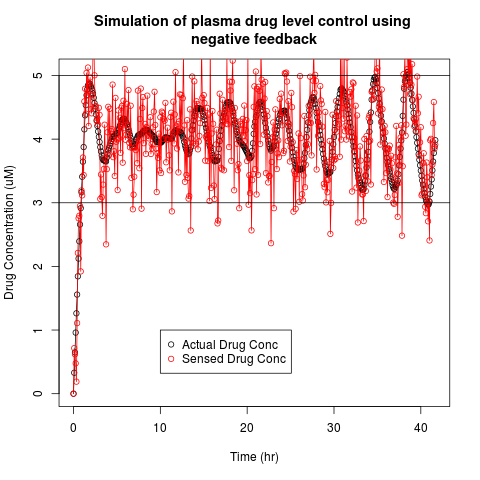 Simulation of plasma drug level control using
negative feedback
Drug Concentration (uM)
5
4
3
2
1
0
Actual Drug Conc
Sensed Drug Conc
0 10 20 30 40
Time (hr)